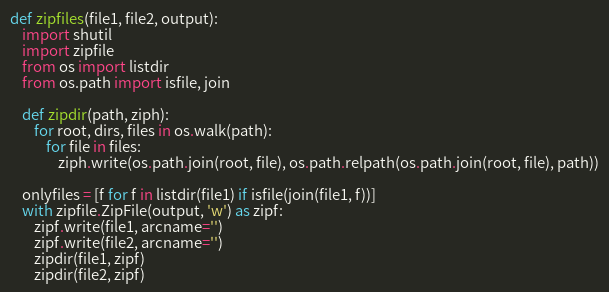 def zipfiles(file1, file2, output):
    import shutil
    import zipfile
    from os import listdir
    from os.path import isfile, join

    def zipdir(path, ziph):
        for root, dirs, files in os.walk(path):
            for file in files:
                ziph.write(os.path.join(root, file), os.path.relpath(os.path.join(root, file), path))

    onlyfiles = [f for f in listdir(file1) if isfile(join(file1, f))]
    with zipfile.ZipFile(output, 'w') as zipf:
        zipf.write(file1, arcname='')
        zipf.write(file2, arcname='')
        zipdir(file1, zipf)
        zipdir(file2, zipf)